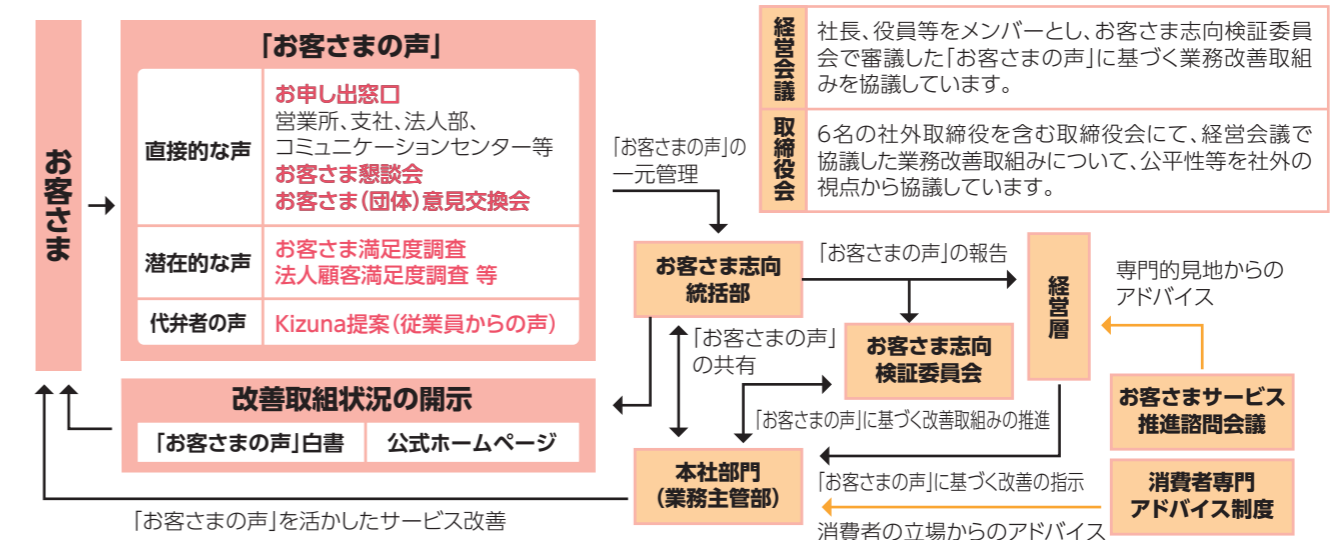 お客さま
「お客さまの声」
直接的な声
お申し出窓口
営業所、支社、法人部、
コミュニケーションセンター等
お客さま懇談会
お客さま(団体)意見交換会
潜在的な声
お客さま満足度調査
法人顧客満足度調査 等
代弁者の声
Kizuna提案(従業員からの声)
改善取組状況の開示
「お客さまの声」白書
公式ホームページ
経営会議
社長、役員等をメンバーとし、お客さま志向検証委員
会で審議した「お客さまの声」に基づく業務改善取組
みを協議しています。
取締役会
6名の社外取締役を含む取締役会にて、経営会議で
協議した業務改善取組みについて、公平性等を社外の
視点から協議しています。
「お客さまの声」の
一元管理
お客さま志向
統括部
「お客さまの声」の報告
経営層
専門的見地からの
アドバイス
「お客さまの声」
の共有
お客さま志向
検証委員会
お客さまサービス
推進諮問会議
「お客さまの声」に基づく改善取組みの推進
本社部門
(業務主管部)
「お客さまの声」に基づく改善の指示
消費者専門
アドバイス制度
「お客さまの声」を活かしたサービス改善
消費者の立場からのアドバイス